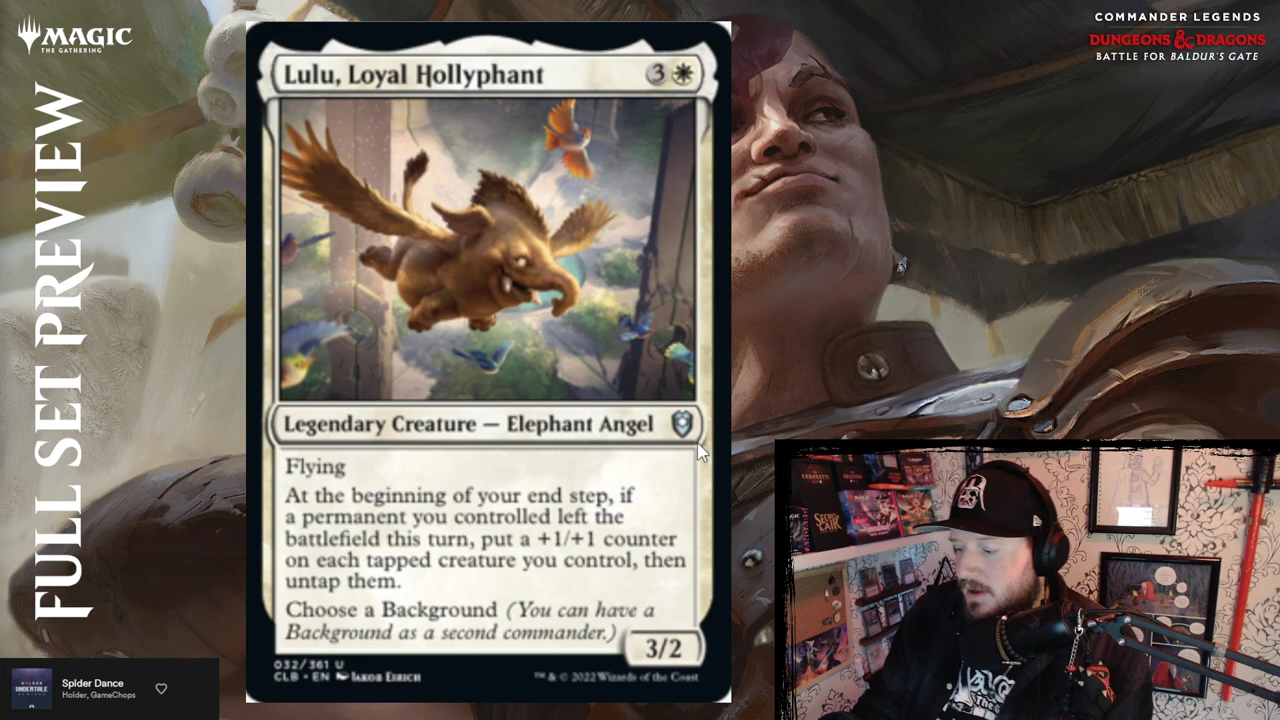 MAGIC
THE GATHERING
FULL SET PREVIEW
COMMANDER LEGENDS
DUNGEONS & DRAGONS
BATTLE FOR BALDUR'S GATE
Lulu, Loyal Hollyphant
3
Legendary Creature — Elephant Angel
Flying
At the beginning of your end step, if
a permanent you controlled left the
battlefield this turn, put a +1/+1 counter
on each tapped creature you control, then
untap them.
Choose a Background (You can have a
Background as a second commander.)
3/2
032/361 U
CLB • EN Jakob Eirich
™ & © 2022 Wizards of the Coast
Spider Dance
Holder, GameChops
HOLDER
UNDERTALE
SECRET
LAIR